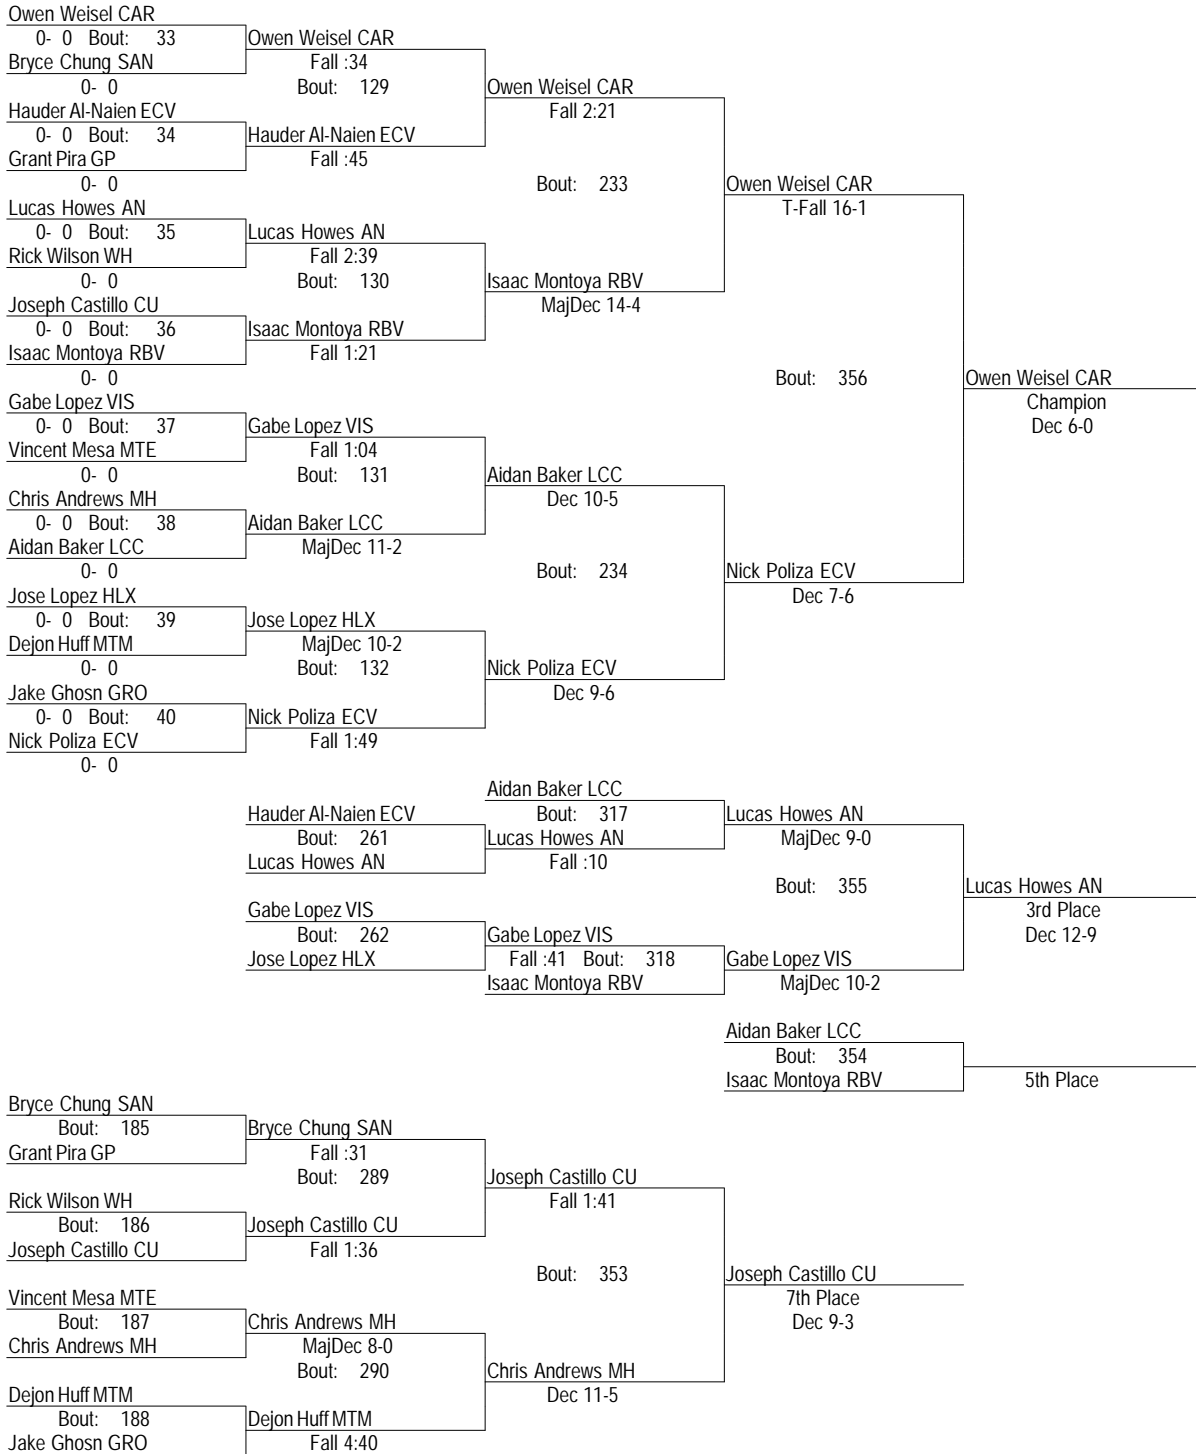 Owen Weisel CAR
0- 0 Bout: 33 Owen Weisel CAR
Bryce Chung SAN Fall :34
0- 0 Bout: 129 Owen Weisel CAR
Hauder Al-Naien ECV Fall 2:21
0- 0 Bout: 34 Hauder Al-Naien ECV
Grant Pira GP Fall :45
0- 0 Bout: 233 Owen Weisel CAR
Lucas Howes AN T-Fall 16-1
0- 0 Bout: 35 Lucas Howes AN
Rick Wilson WH Fall 2:39
0- 0 Bout: 130 Isaac Montoya RBV
Joseph Castillo CU MajDec 14-4
0- 0 Bout: 36 Isaac Montoya RBV
Isaac Montoya RBV Fall 1:21
0- 0 Bout: 356 Owen Weisel CAR
Gabe Lopez VIS Champion
0- 0 Bout: 37 Gabe Lopez VIS Dec 6-0
Vincent Mesa MTE Fall 1:04
0- 0 Bout: 131 Aidan Baker LCC
Chris Andrews MH Dec 10-5
0- 0 Bout: 38 Aidan Baker LCC
Aidan Baker LCC MajDec 11-2
0- 0 Bout: 234 Nick Poliza ECV
Jose Lopez HLX Dec 7-6
0- 0 Bout: 39 Jose Lopez HLX
Dejon Huff MTM MajDec 10-2
0- 0 Bout: 132 Nick Poliza ECV
Jake Ghosn GRO Dec 9-6
0- 0 Bout: 40 Nick Poliza ECV
Nick Poliza ECV Fall 1:49
0- 0
Aidan Baker LCC
Hauder Al-Naien ECV Bout: 317 Lucas Howes AN
Bout: 261 Lucas Howes AN MajDec 9-0
Lucas Howes AN Fall :10
Bout: 355 Lucas Howes AN
Gabe Lopez VIS 3rd Place
Bout: 262 Gabe Lopez VIS Dec 12-9
Jose Lopez HLX Fall :41 Bout: 318 Gabe Lopez VIS
Isaac Montoya RBV MajDec 10-2
Aidan Baker LCC
Bout: 354
Isaac Montoya RBV 5th Place
Bryce Chung SAN
Bout: 185 Bryce Chung SAN
Grant Pira GP Fall :31
Bout: 289 Joseph Castillo CU
Rick Wilson WH Fall 1:41
Bout: 186 Joseph Castillo CU
Joseph Castillo CU Fall 1:36
Bout: 353 Joseph Castillo CU
Vincent Mesa MTE 7th Place
Bout: 187 Chris Andrews MH Dec 9-3
Chris Andrews MH MajDec 8-0
Bout: 290 Chris Andrews MH
Dejon Huff MTM Dec 11-5
Bout: 188 Dejon Huff MTM
Jake Ghosn GRO Fall 4:40